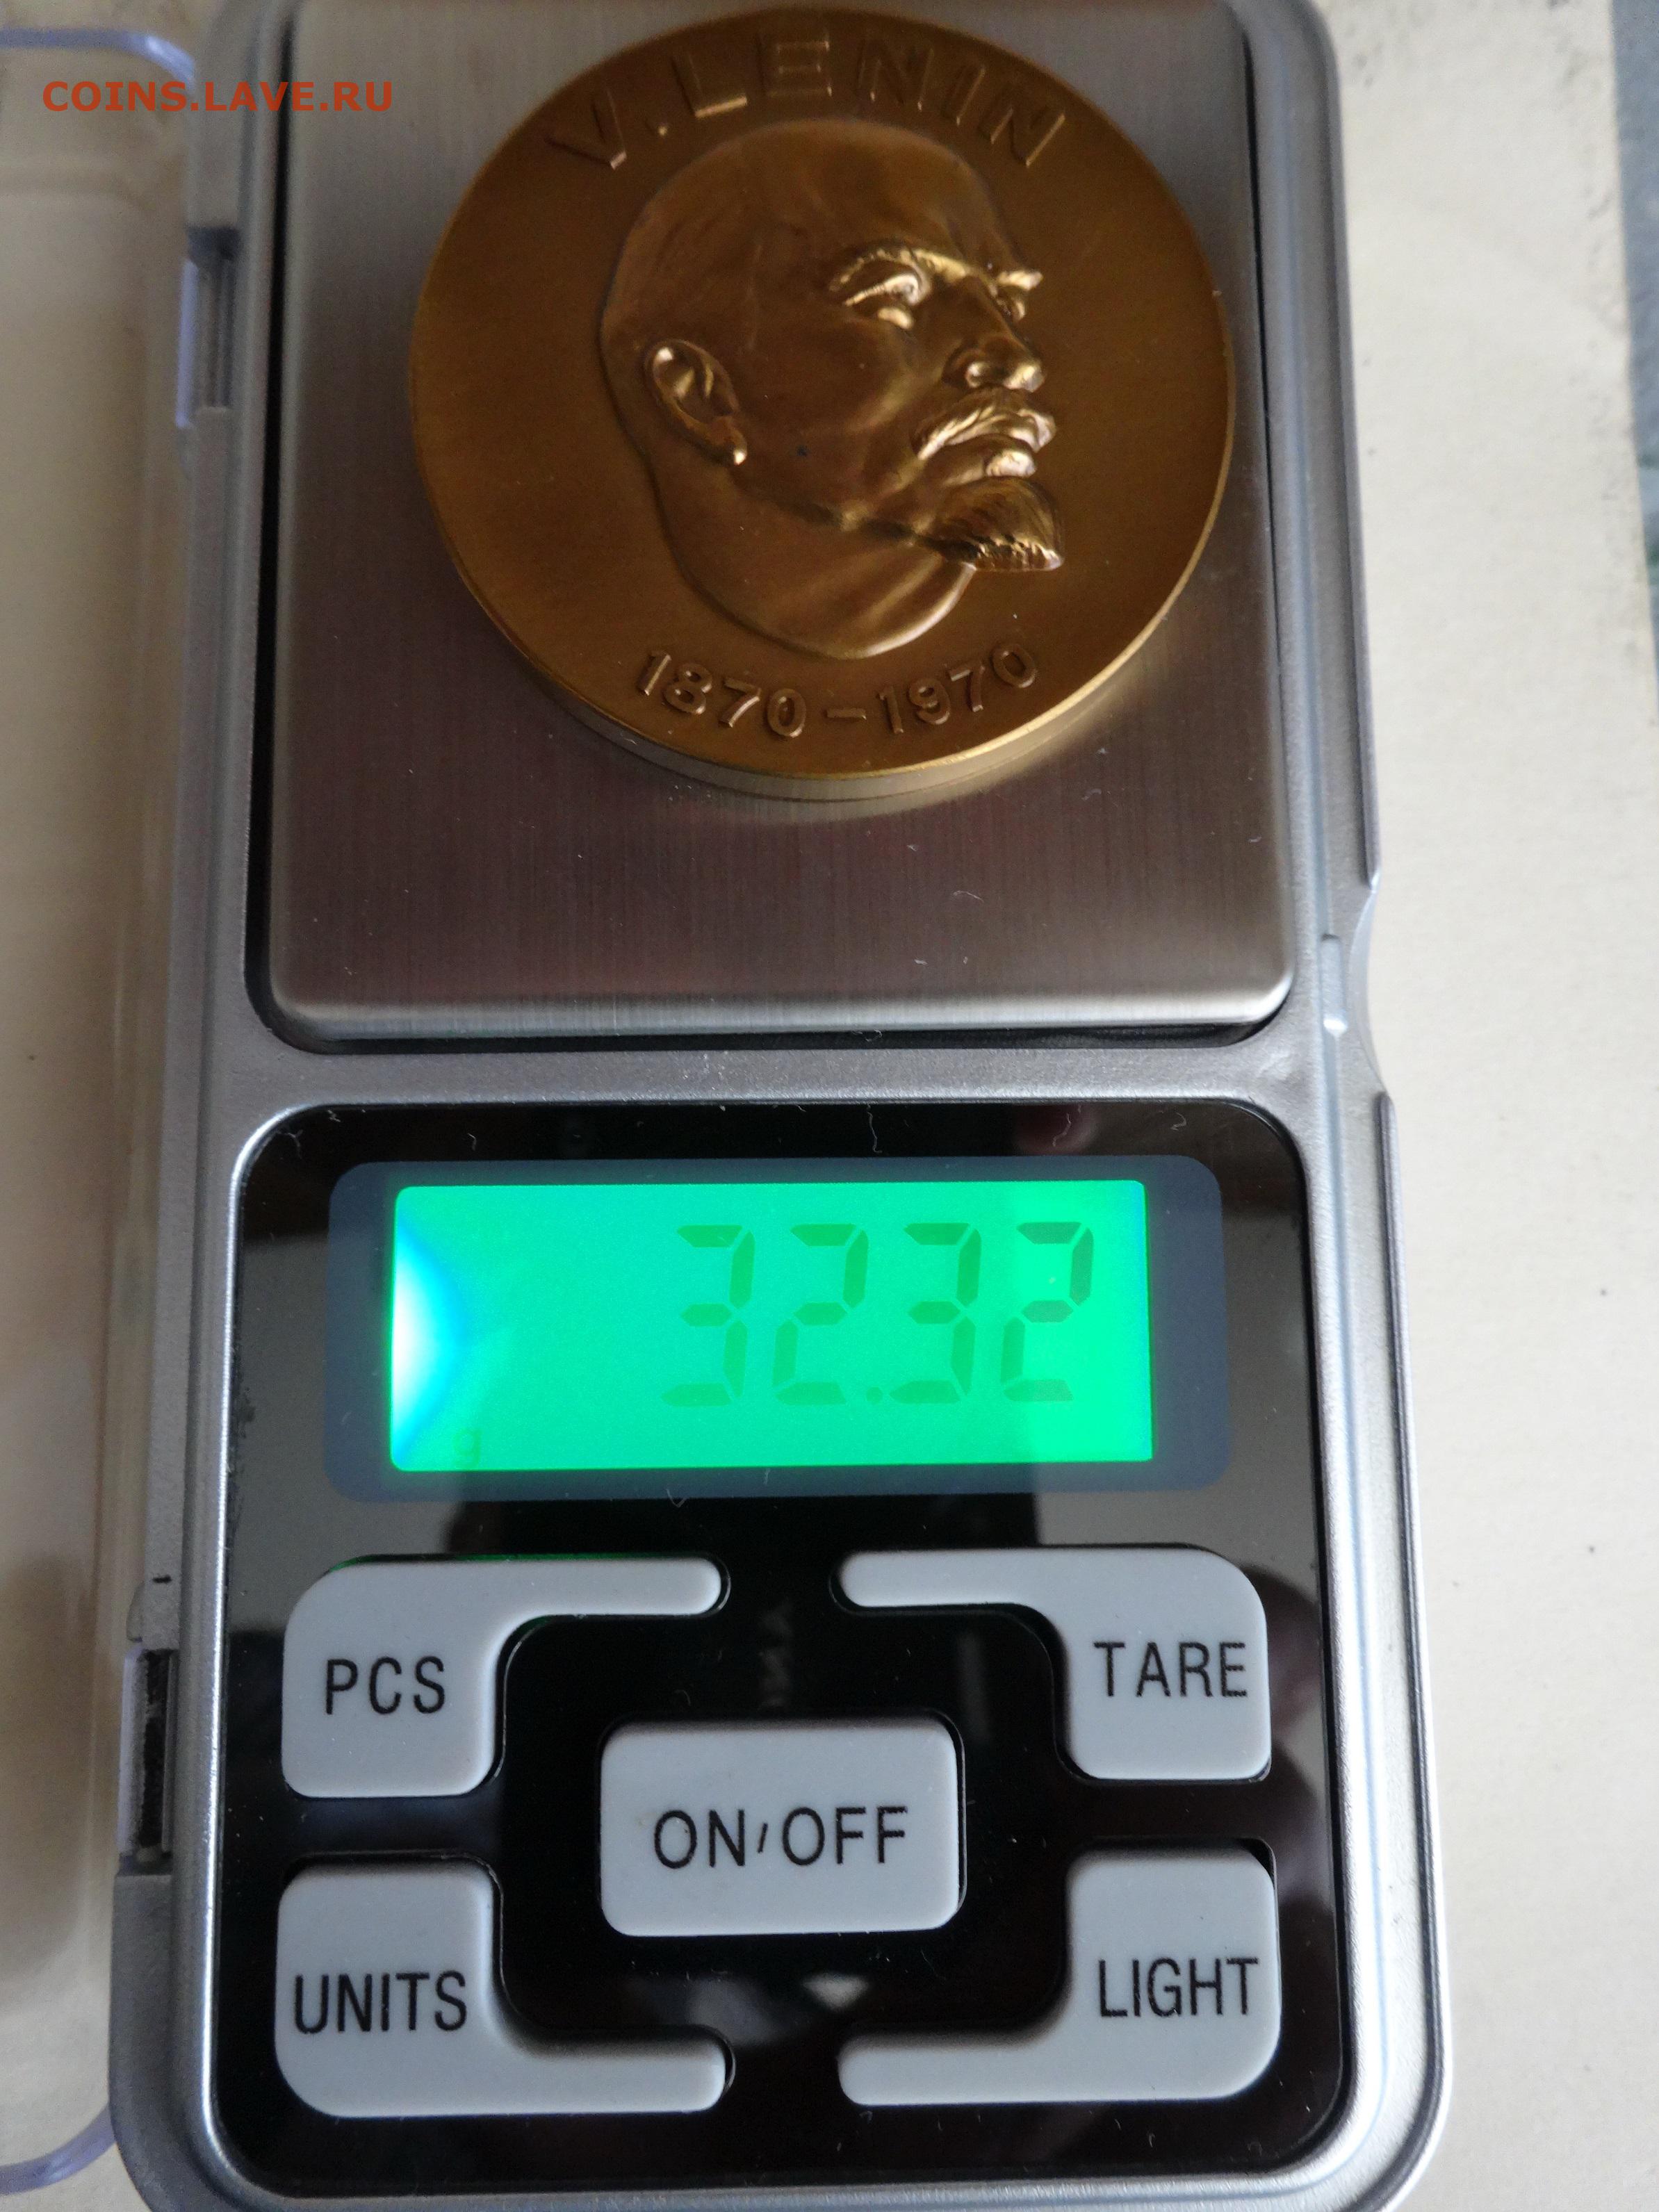 COINS.LAVE.RU
V. LENIN
1870-1970
32.32
g
PCS
TARE
ON/OFF
UNITS
LIGHT